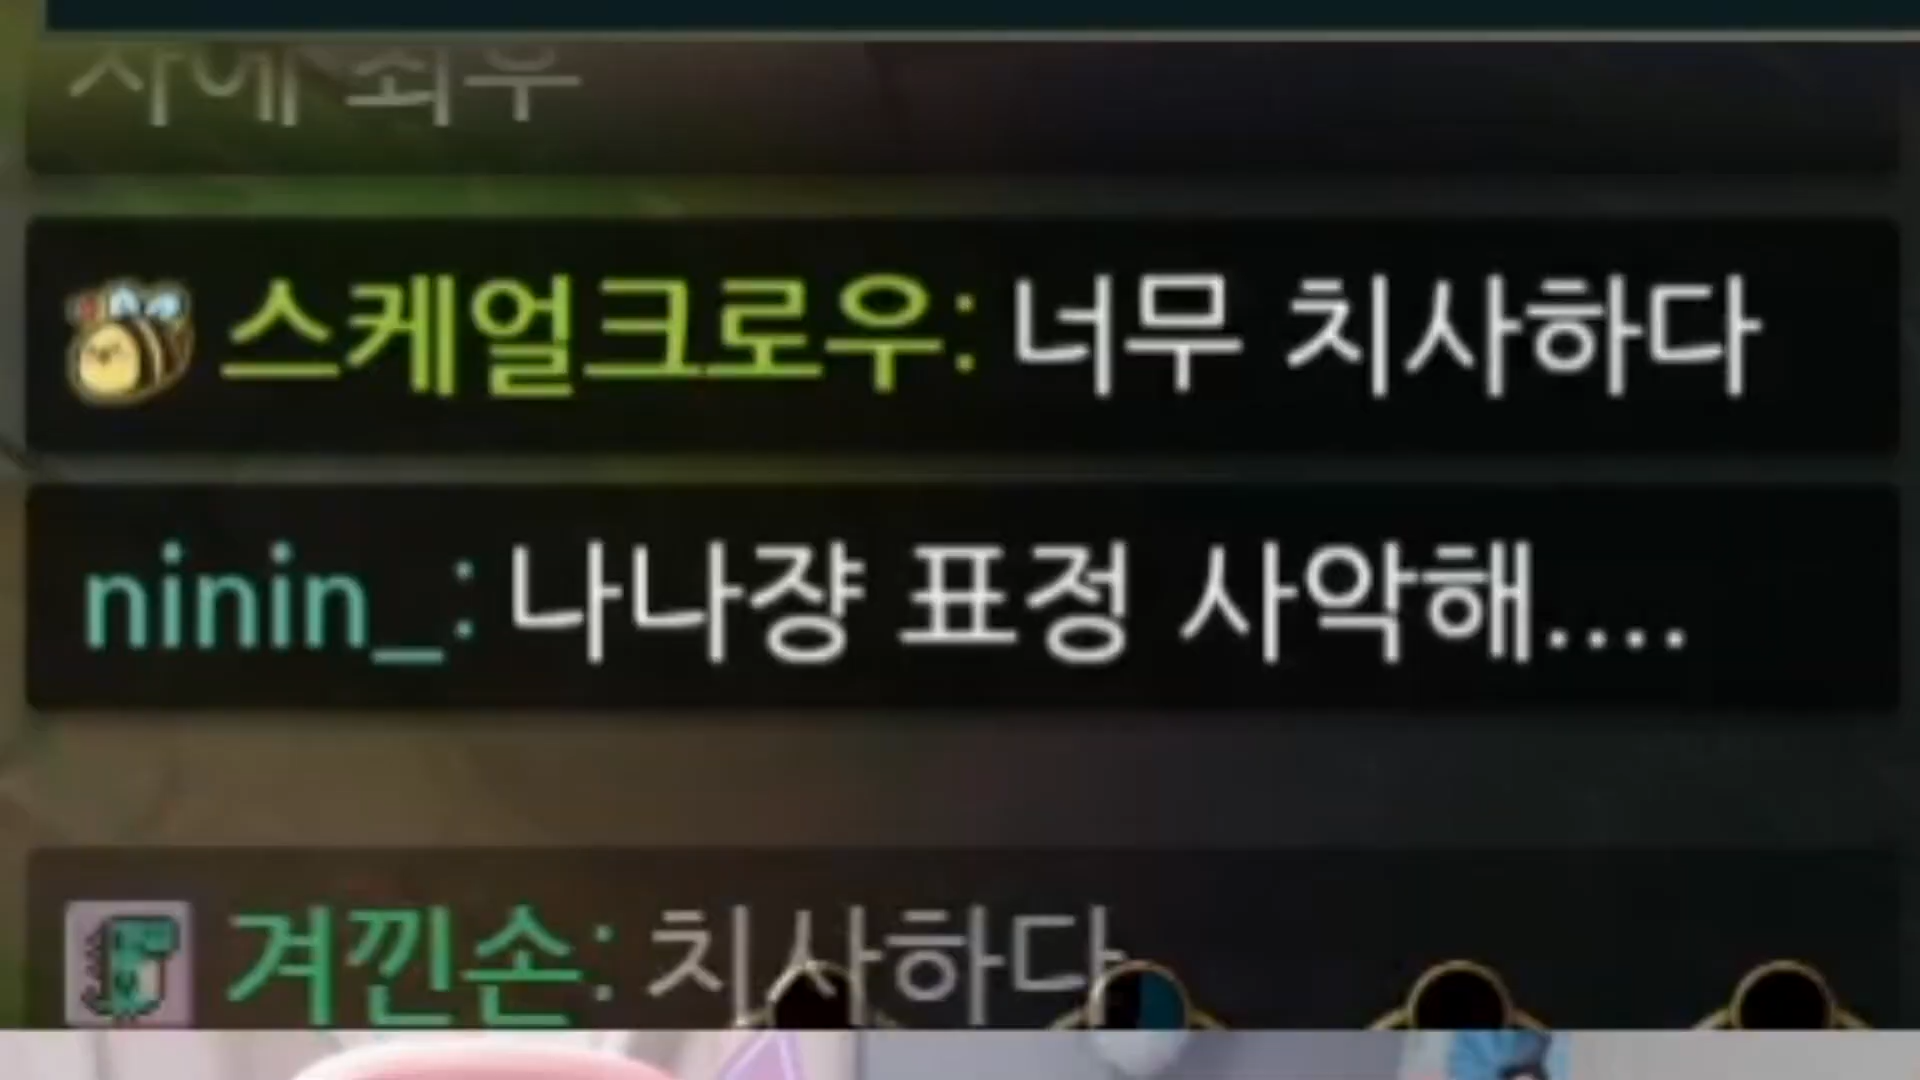 스케얼크로우: 너무 치사하다
ninin_: 나나쟝 표정 사악해....
겨낀손: 치사하다